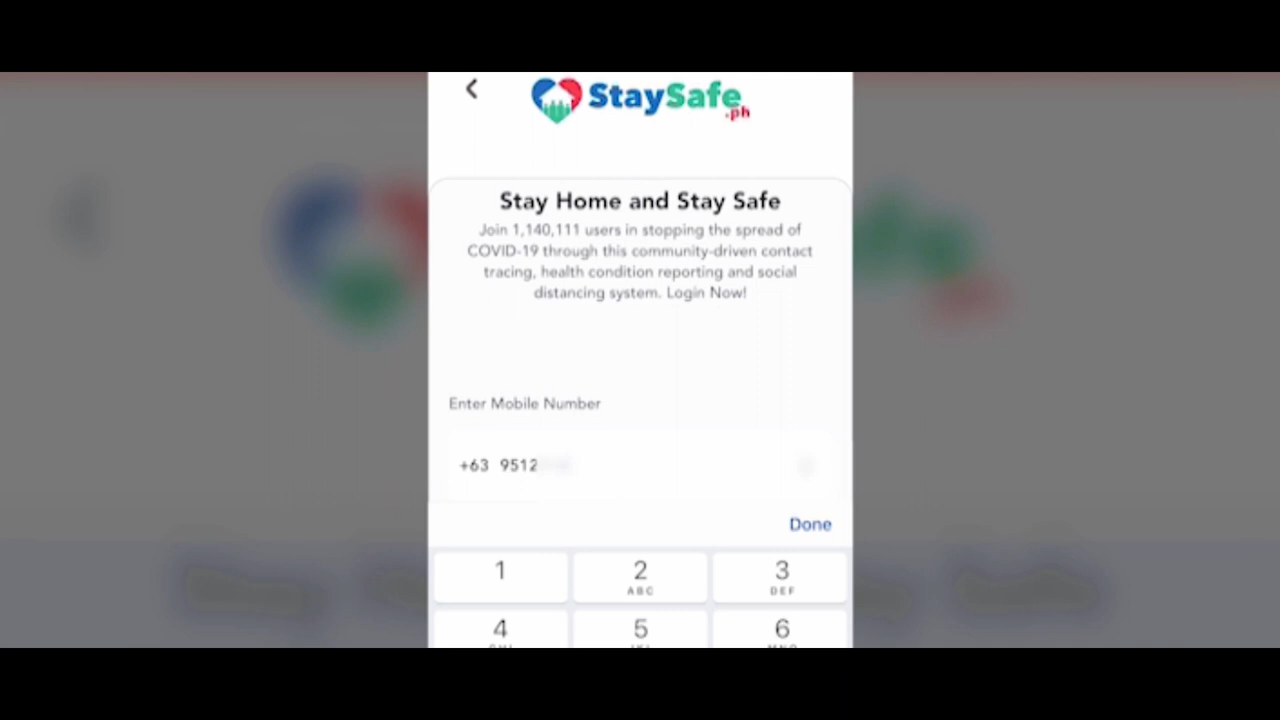 StaySafe
.ph
Stay Home and Stay Safe
Join 1,140,111 users in stopping the spread of
COVID-19 through this community-driven contact
tracing, health condition reporting and social
distancing system. Login Now!
Enter Mobile Number
+63 9512
Done
1 2 3
ABC DEF
4 5 6